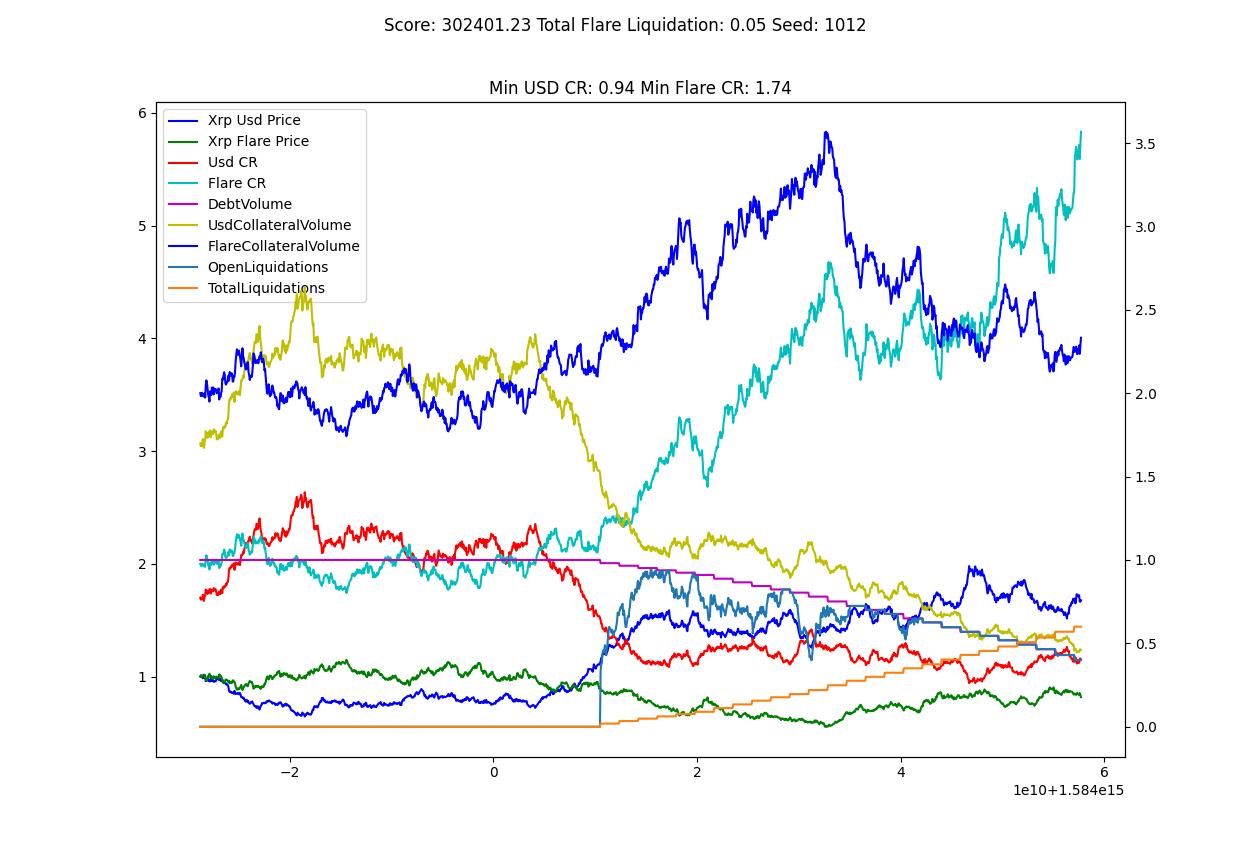 Score: 302401.23 Total Flare Liquidation: 0.05 Seed: 1012
Min USD CR: 0.94 Min Flare CR: 1.74
Xrp Usd Price
Xrp Flare Price
Usd CR
Flare CR
DebtVolume
UsdCollateralVolume
FlareCollateralVolume
OpenLiquidations
TotalLiquidations
6
5
4
3
2
1
3.5
3.0
2.5
2.0
1.5
1.0
0.5
0.0
−2
0
2
4
6
1e10+1.584e15